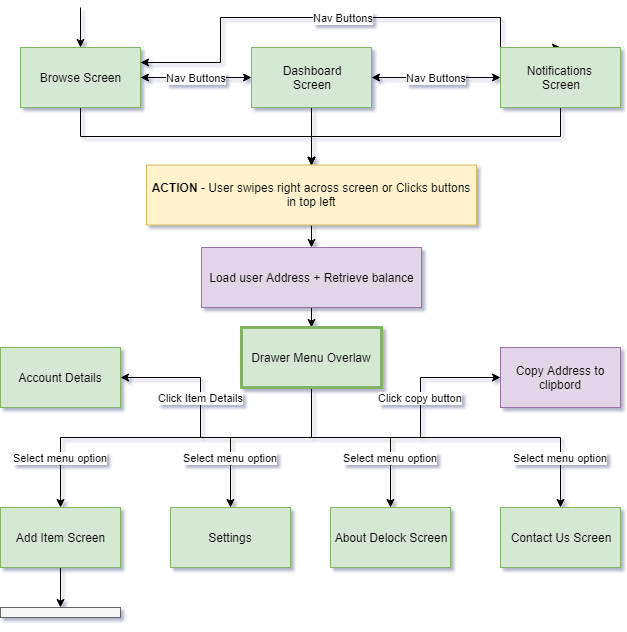 Nav Buttons
Browse Screen
Nav Buttons
Dashboard
Screen
Nav Buttons
Notifications
Screen
ACTION - User swipes right across screen or Clicks buttons
in top left
Load user Address + Retrieve balance
Drawer Menu Overlaw
Account Details
Click Item Details
Click copy button
Copy Address to
clipbord
Select menu option
Select menu option
Select menu option
Select menu option
Add Item Screen
Settings
About Delock Screen
Contact Us Screen